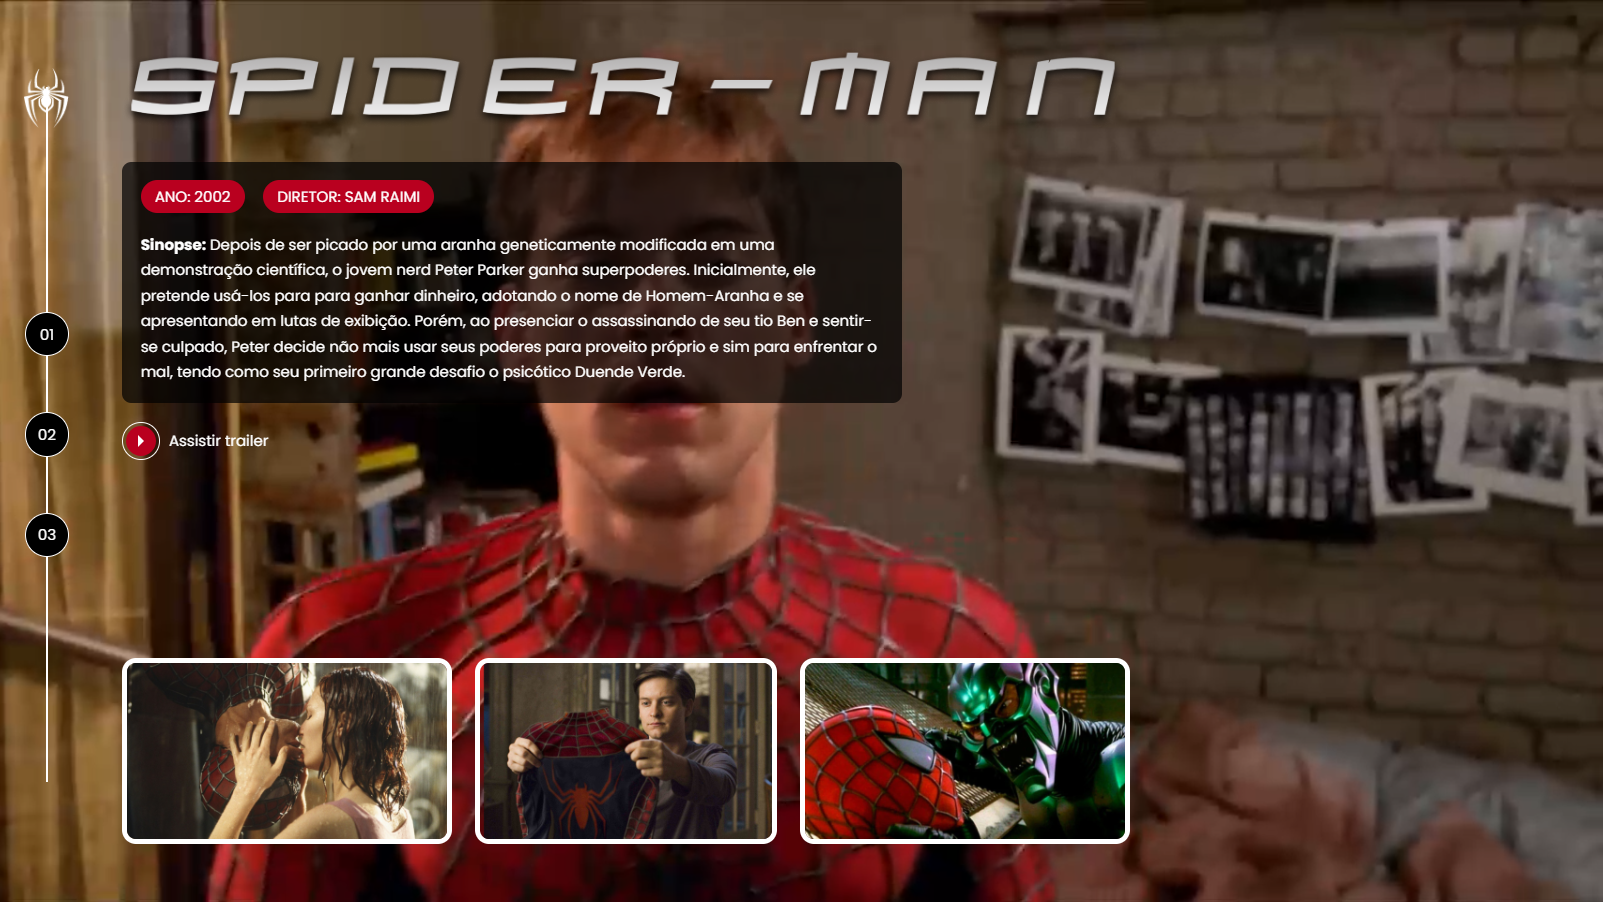 SPIDER-MAN
ANO: 2002
DIRETOR: SAM RAIMI
Sinopse: Depois de ser picado por uma aranha geneticamente modificada em uma
demonstração científica, o jovem nerd Peter Parker ganha superpoderes. Inicialmente, ele
pretende usá-los para para ganhar dinheiro, adotando o nome de Homem-Aranha e se
apresentando em lutas de exibição. Porém, ao presenciar o assassinando de seu tio Ben e sentir-
se culpado, Peter decide não mais usar seus poderes para proveito próprio e sim para enfrentar o
mal, tendo como seu primeiro grande desafio o psicótico Duende Verde.
01
02
Assistir trailer
03